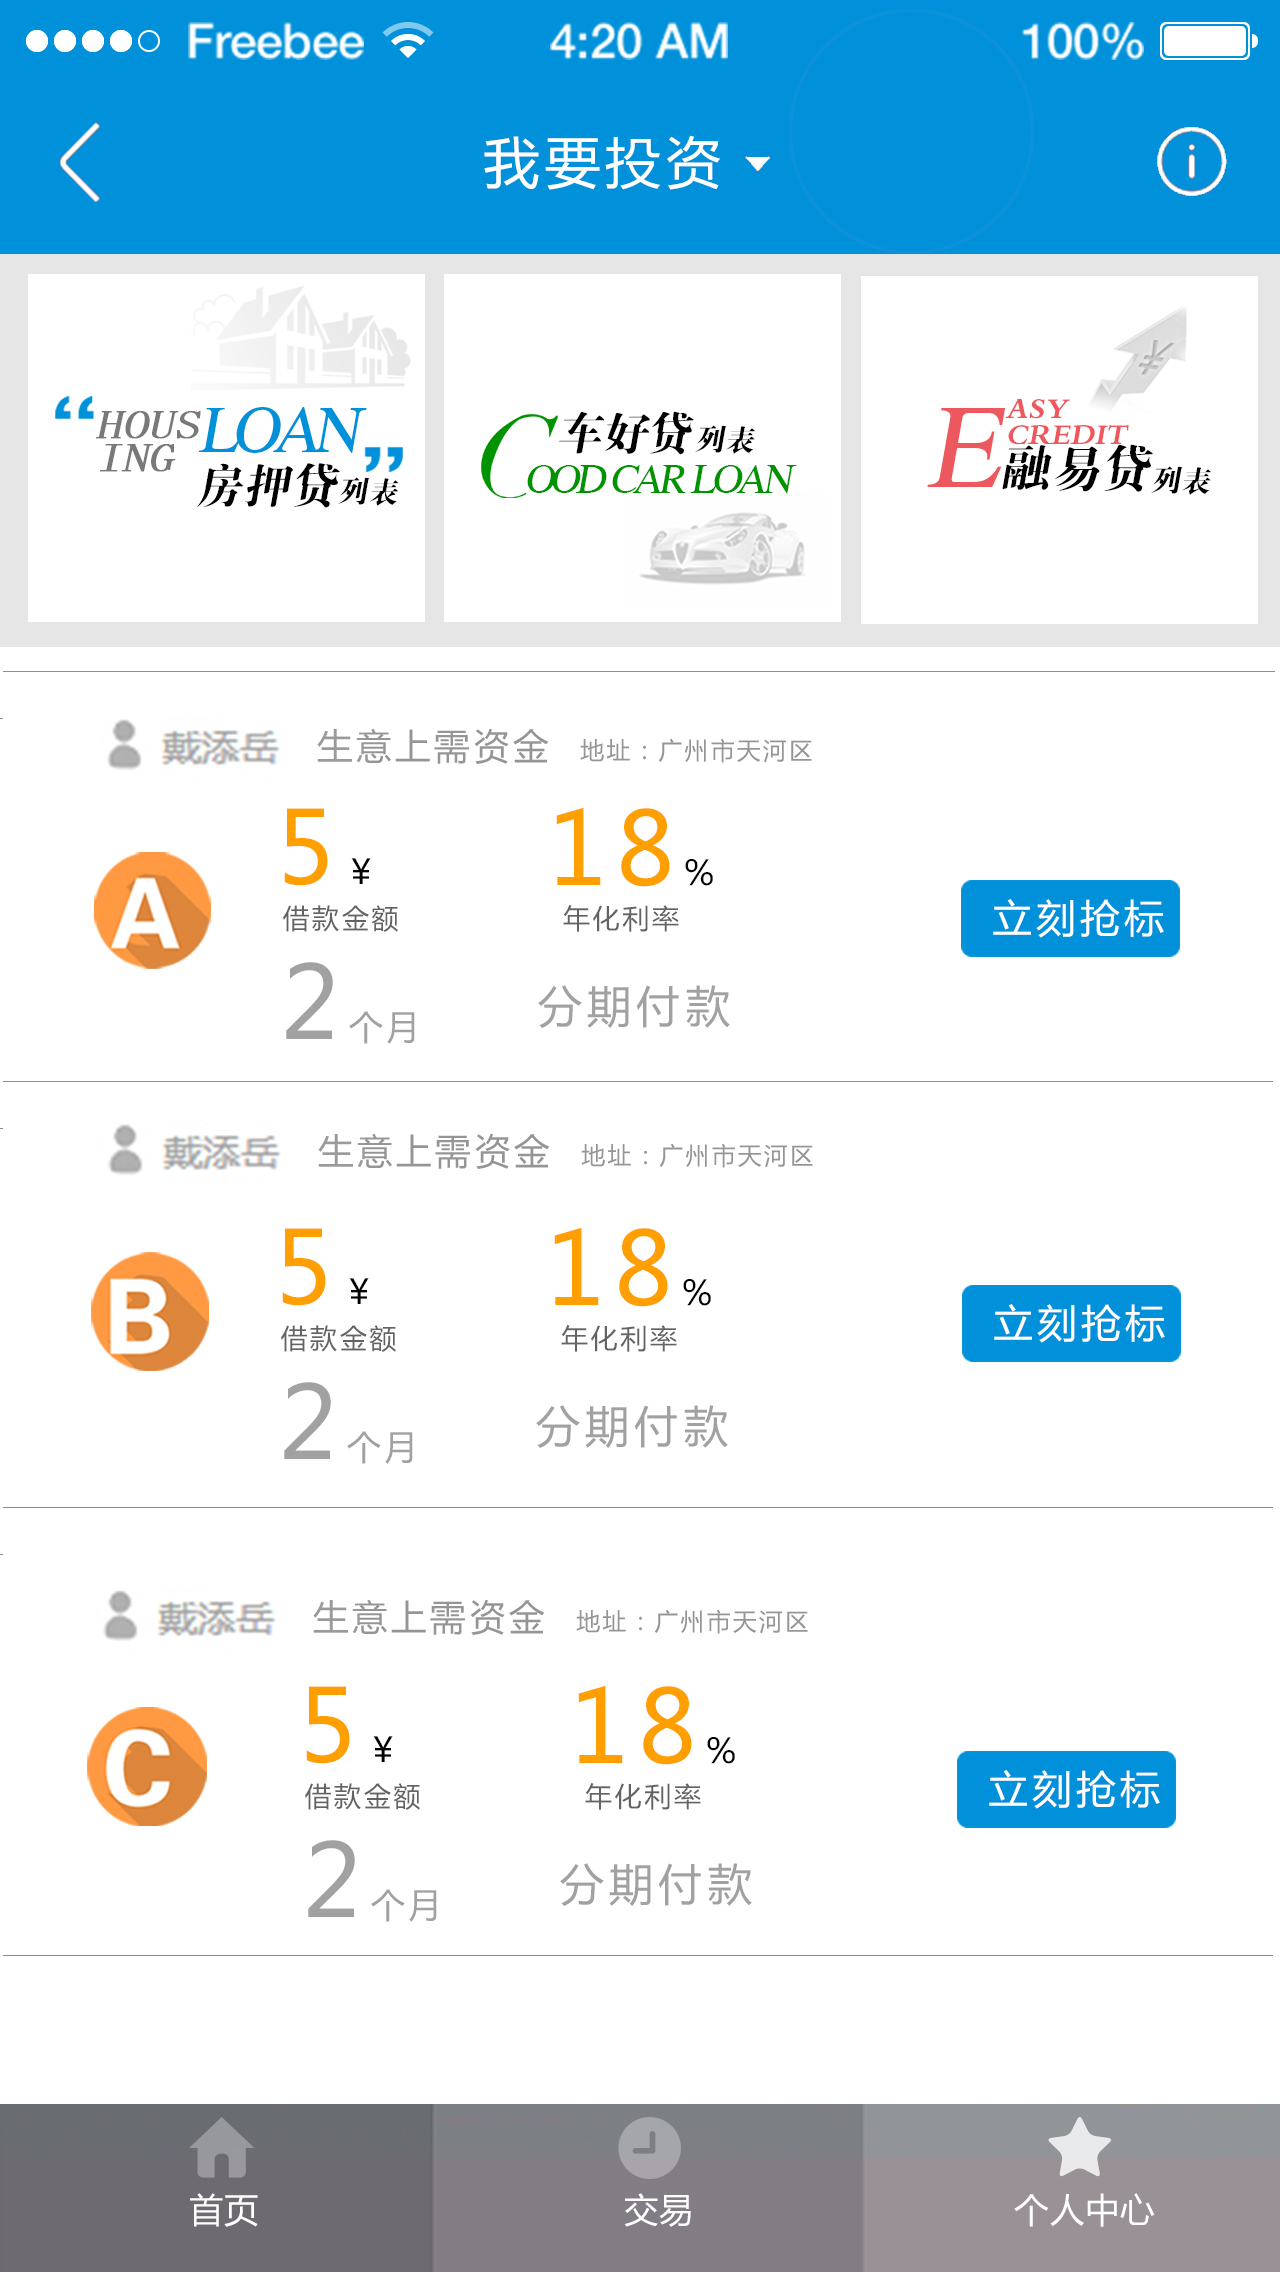 Freebee 4:20 AM 100%
我要投资
HOUSING LOAN
房押贷列表
车好贷列表
COOD CAR LOAN
EASY CREDIT
融易贷列表
戴添岳 生意上需资金 地址：广州市天河区
A
5¥ 18%
借款金额 年化利率
立刻抢标
2个月 分期付款
戴添岳 生意上需资金 地址：广州市天河区
B
5¥ 18%
借款金额 年化利率
立刻抢标
2个月 分期付款
戴添岳 生意上需资金 地址：广州市天河区
C
5¥ 18%
借款金额 年化利率
立刻抢标
2个月 分期付款
首页 交易 个人中心